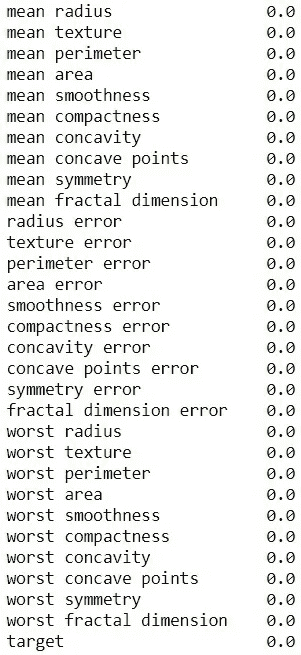 mean radius 0.0
mean texture 0.0
mean perimeter 0.0
mean area 0.0
mean smoothness 0.0
mean compactness 0.0
mean concavity 0.0
mean concave points 0.0
mean symmetry 0.0
mean fractal dimension 0.0
radius error 0.0
texture error 0.0
perimeter error 0.0
area error 0.0
smoothness error 0.0
compactness error 0.0
concavity error 0.0
concave points error 0.0
symmetry error 0.0
fractal dimension error 0.0
worst radius 0.0
worst texture 0.0
worst perimeter 0.0
worst area 0.0
worst smoothness 0.0
worst compactness 0.0
worst concavity 0.0
worst concave points 0.0
worst symmetry 0.0
worst fractal dimension 0.0
target 0.0